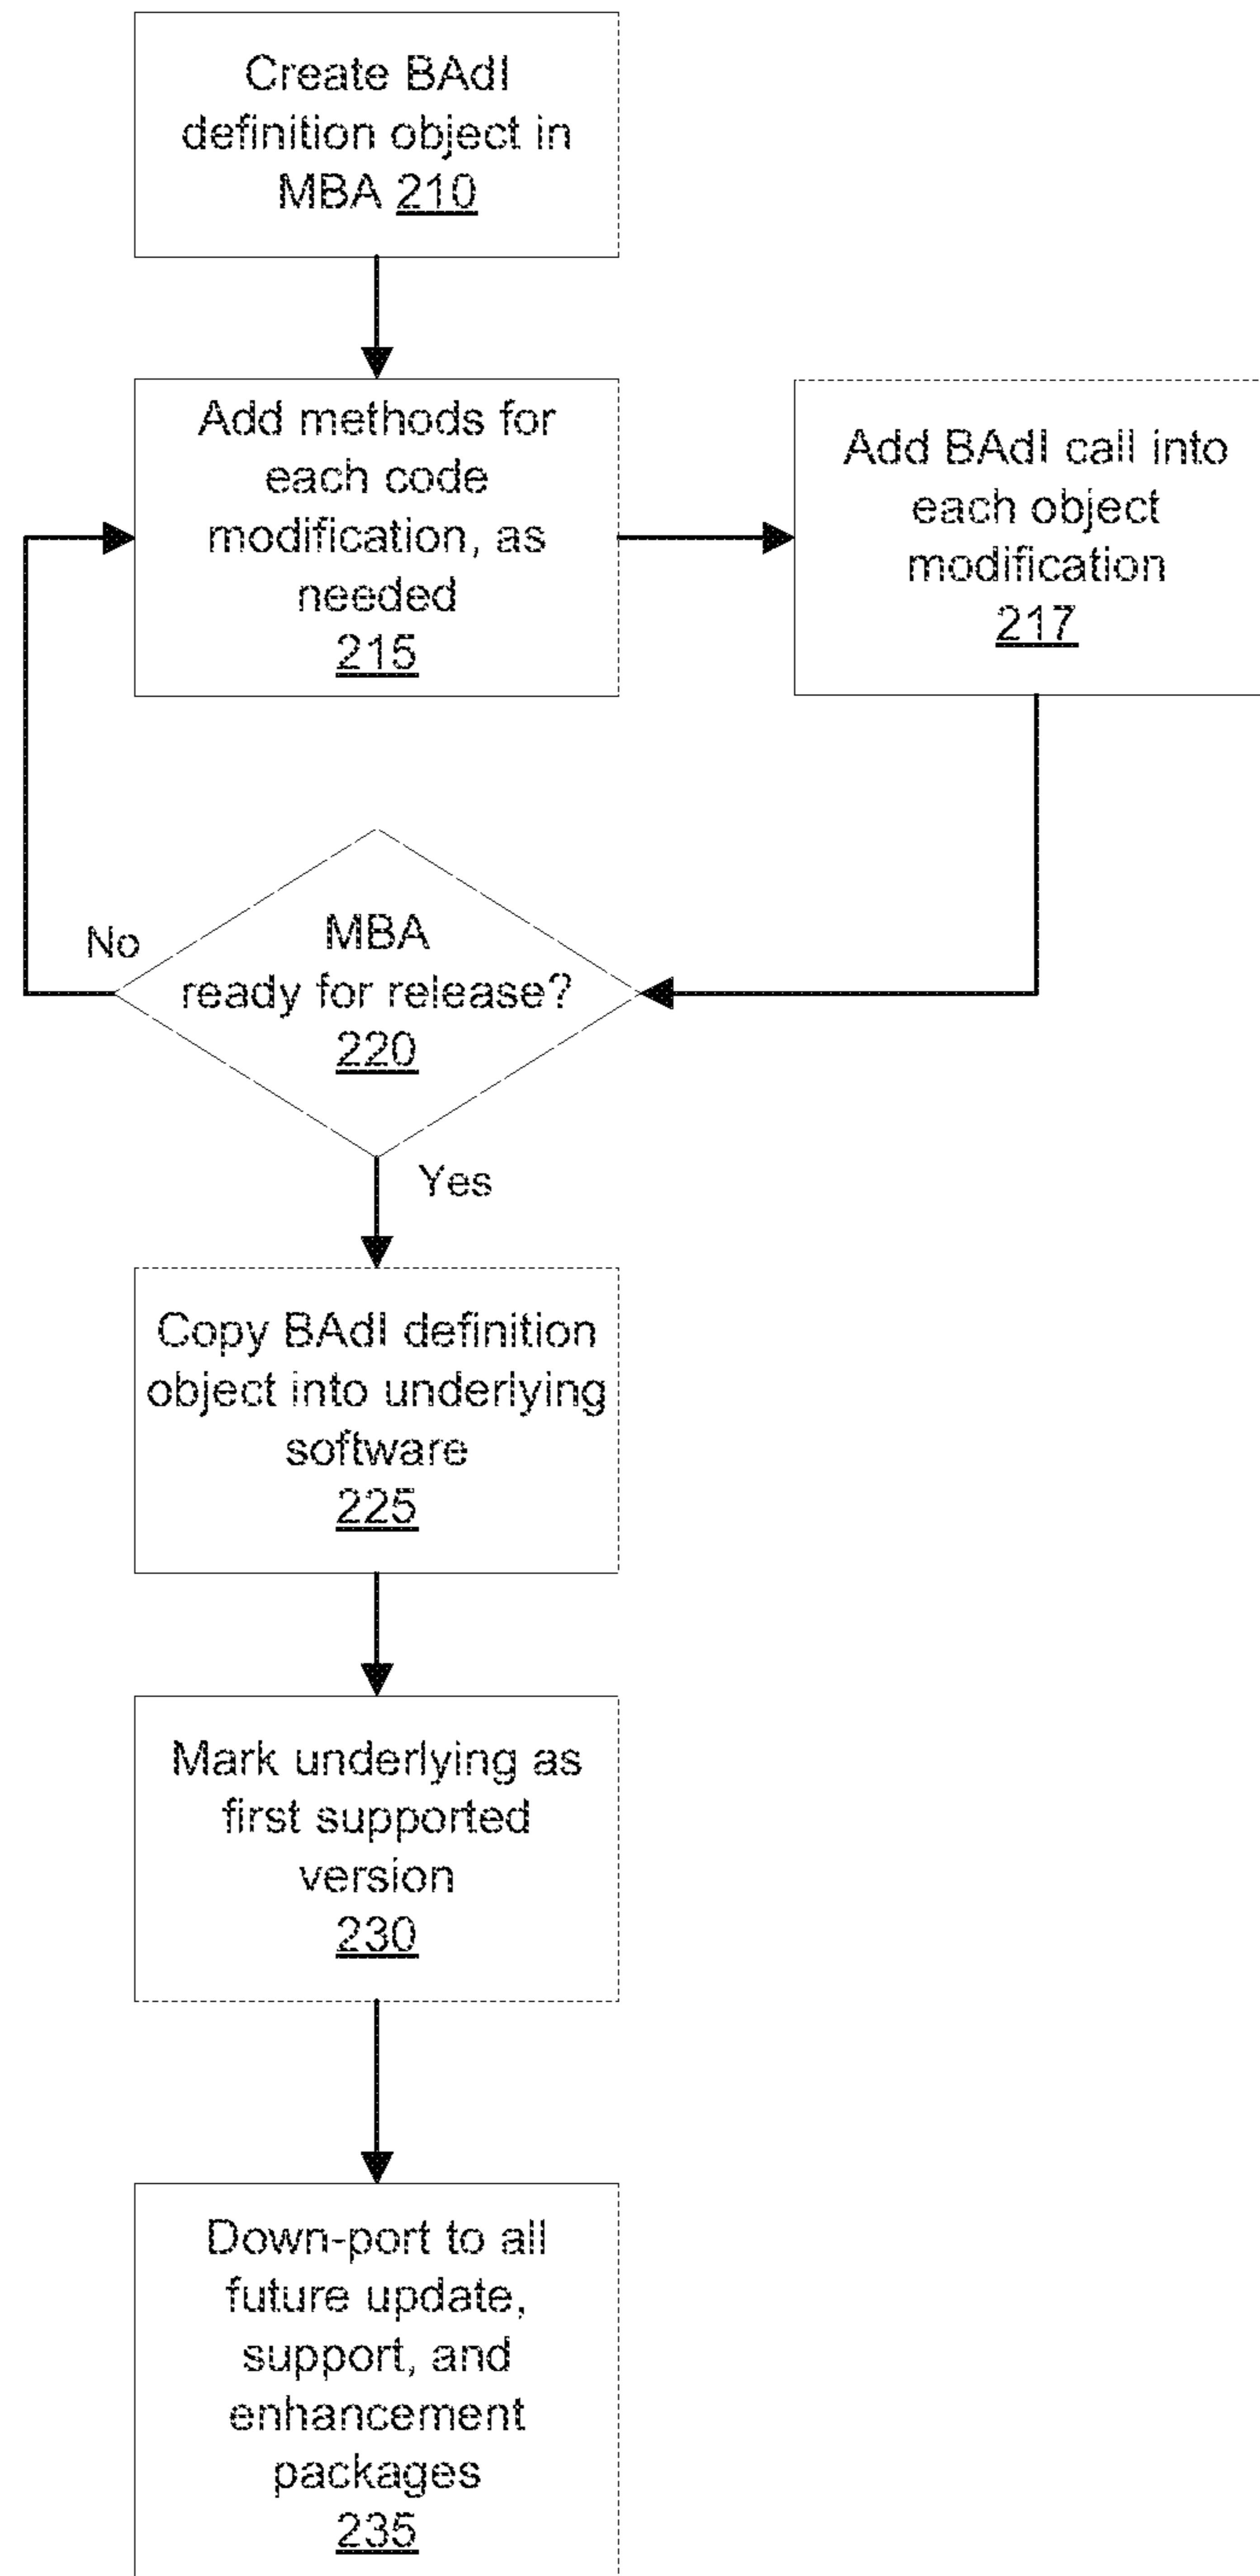 Create BAdI
definition object in
MBA 210
Add methods for
each code
modification, as
needed
215
Add BAdI call into
each object
modification
217
No
MBA
ready for release?
220
Yes
Copy BAdI definition
object into underlying
software
225
Mark underlying as
first supported
version
230
Down-port to all
future update,
support, and
enhancement
packages
235